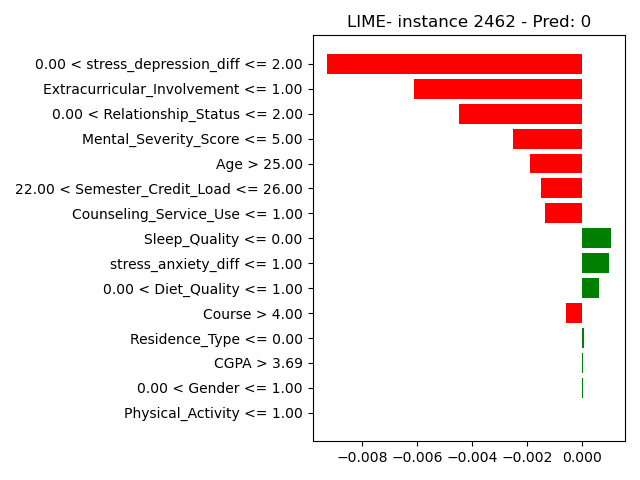 LIME- instance 2462 - Pred: 0
0.00 < stress_depression_diff <= 2.00
Extracurricular_Involvement <= 1.00
0.00 < Relationship_Status <= 2.00
Mental_Severity_Score <= 5.00
Age > 25.00
22.00 < Semester_Credit_Load <= 26.00
Counseling_Service_Use <= 1.00
Sleep_Quality <= 0.00
stress_anxiety_diff <= 1.00
0.00 < Diet_Quality <= 1.00
Course > 4.00
Residence_Type <= 0.00
CGPA > 3.69
0.00 < Gender <= 1.00
Physical_Activity <= 1.00
−0.008 −0.006 −0.004 −0.002 0.000